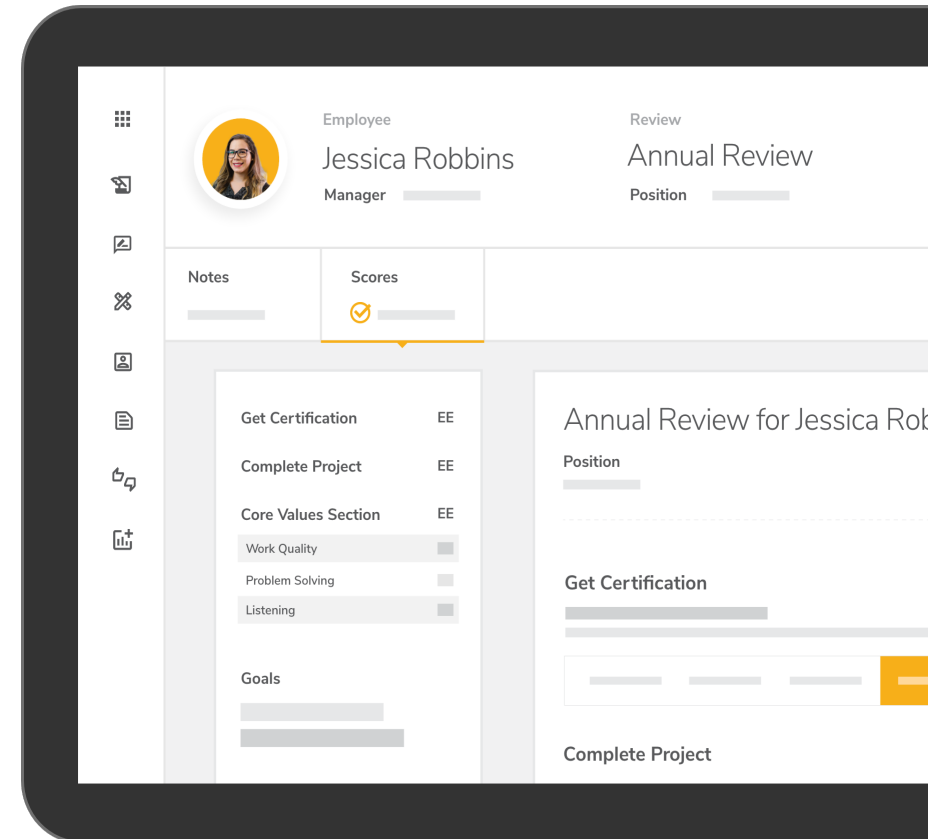 Employee
Jessica Robbins
Manager
Review
Annual Review
Position
Notes
Scores
Get Certification EE
Complete Project EE
Core Values Section EE
Work Quality
Problem Solving
Listening
Goals
Annual Review for Jessica Rob
Position
Get Certification
Complete Project